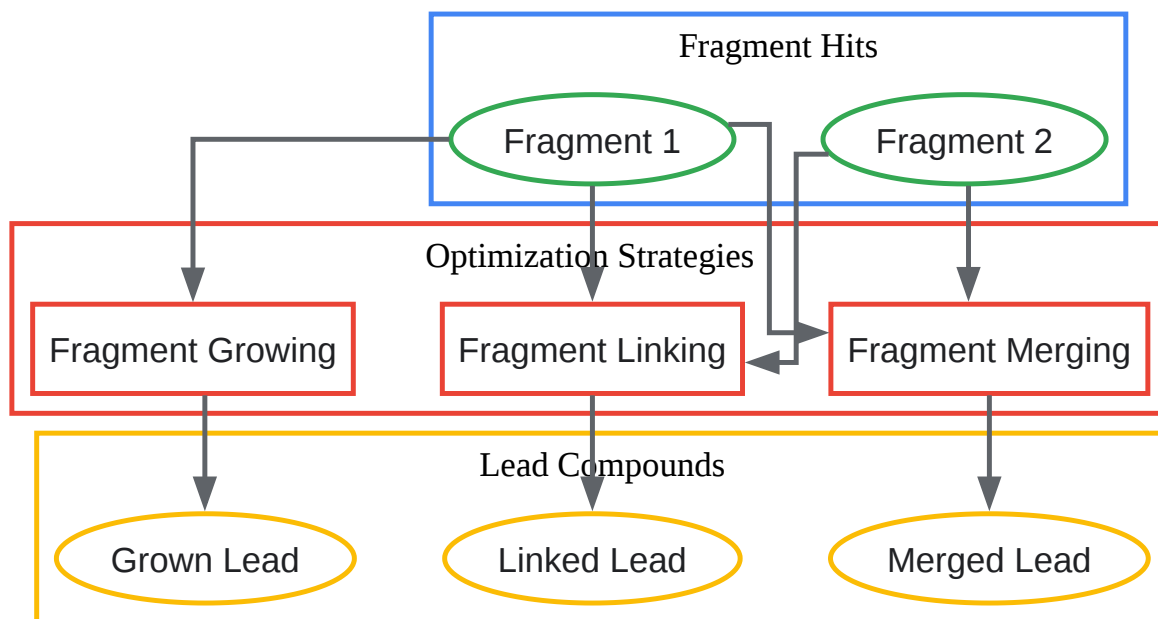 Fragment Hits
Fragment 1
Fragment 2
Optimization Strategies
Fragment Growing
Fragment Linking
Fragment Merging
Lead Compounds
Grown Lead
Linked Lead
Merged Lead